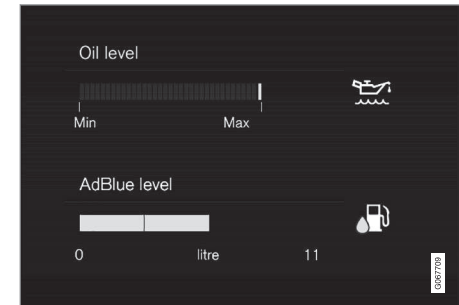 Oil level
Min Max
AdBlue level
0 litre 11
G067709